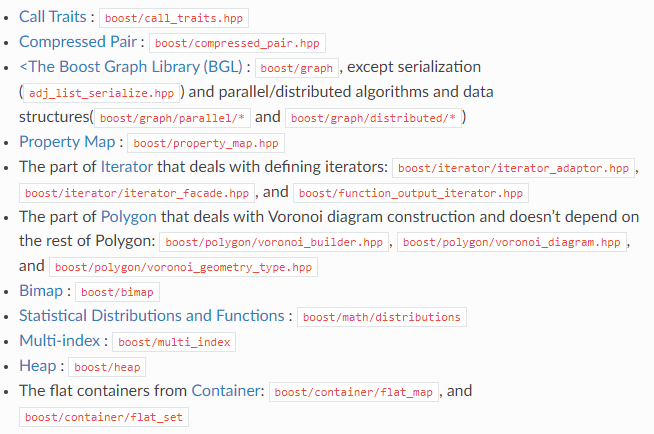 • Call Traits : boost/call_traits.hpp
• Compressed Pair : boost/compressed_pair.hpp
• <The Boost Graph Library (BGL) : boost/graph , except serialization
( adj_list_serialize.hpp ) and parallel/distributed algorithms and data
structures( boost/graph/parallel/* and boost/graph/distributed/* )
• Property Map : boost/property_map.hpp
• The part of Iterator that deals with defining iterators: boost/iterator/iterator_adaptor.hpp ,
boost/iterator/iterator_facade.hpp , and boost/function_output_iterator.hpp
• The part of Polygon that deals with Voronoi diagram construction and doesn't depend on
the rest of Polygon: boost/polygon/voronoi_builder.hpp , boost/polygon/voronoi_diagram.hpp ,
and boost/polygon/voronoi_geometry_type.hpp
• Bimap : boost/bimap
• Statistical Distributions and Functions : boost/math/distributions
• Multi-index : boost/multi_index
• Heap : boost/heap
• The flat containers from Container: boost/container/flat_map , and
boost/container/flat_set